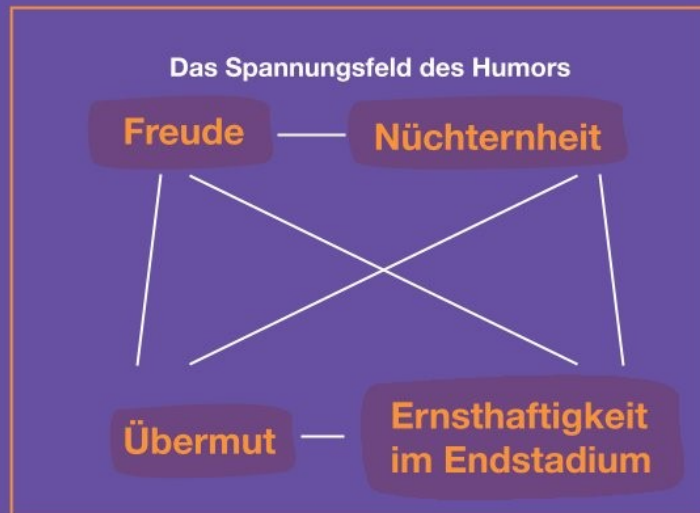 Das Spannungsfeld des Humors
Freude
Nüchternheit
Übermut
Ernsthaftigkeit
im Endstadium